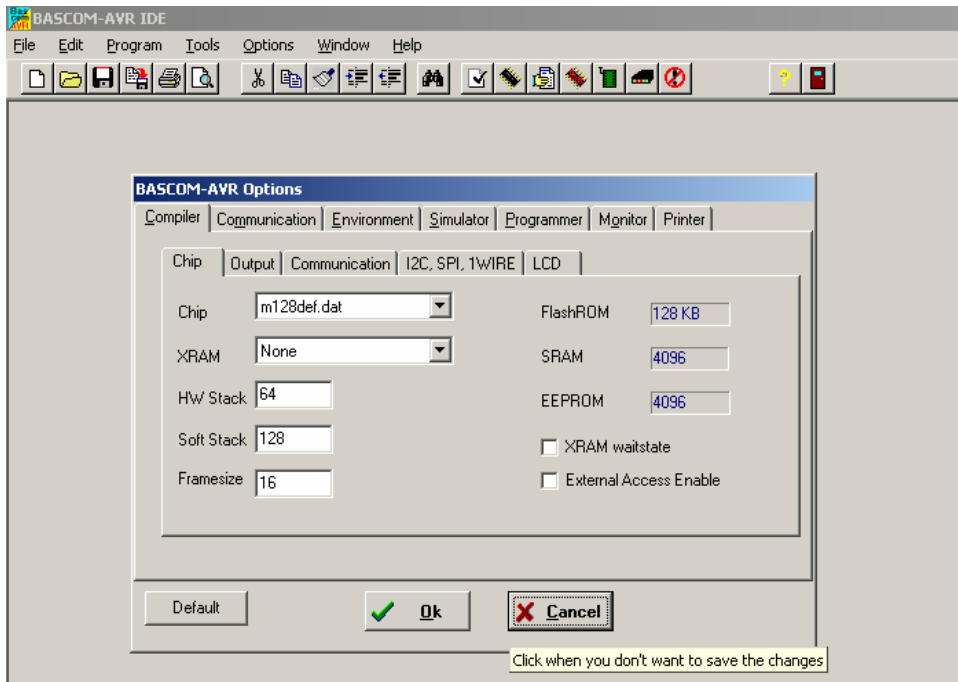 BASCOM-AVR IDE
File Edit Program Tools Options Window Help
BASCOM-AVR Options
Compiler Communication Environment Simulator Programmer Monitor Printer
Chip Output Communication I2C, SPI, 1WIRE LCD
Chip m128def.dat FlashROM 128 KB
XRAM None SRAM 4096
HW Stack 64 EEPROM 4096
Soft Stack 128 XRAM waitstate
Framesize 16 External Access Enable
Default Ok Cancel
Click when you don't want to save the changes